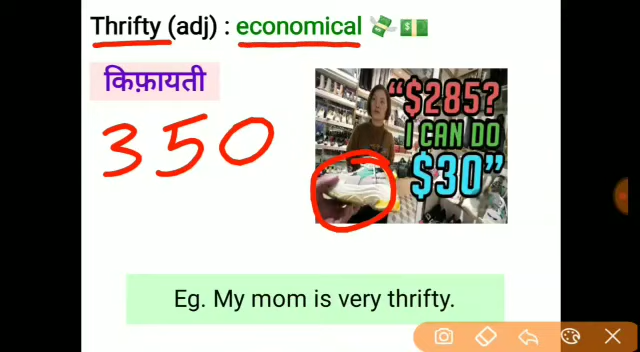 Thrifty (adj) : economical
किफ़ायती
350
“$285?
I CAN DO
$30”
Eg. My mom is very thrifty.